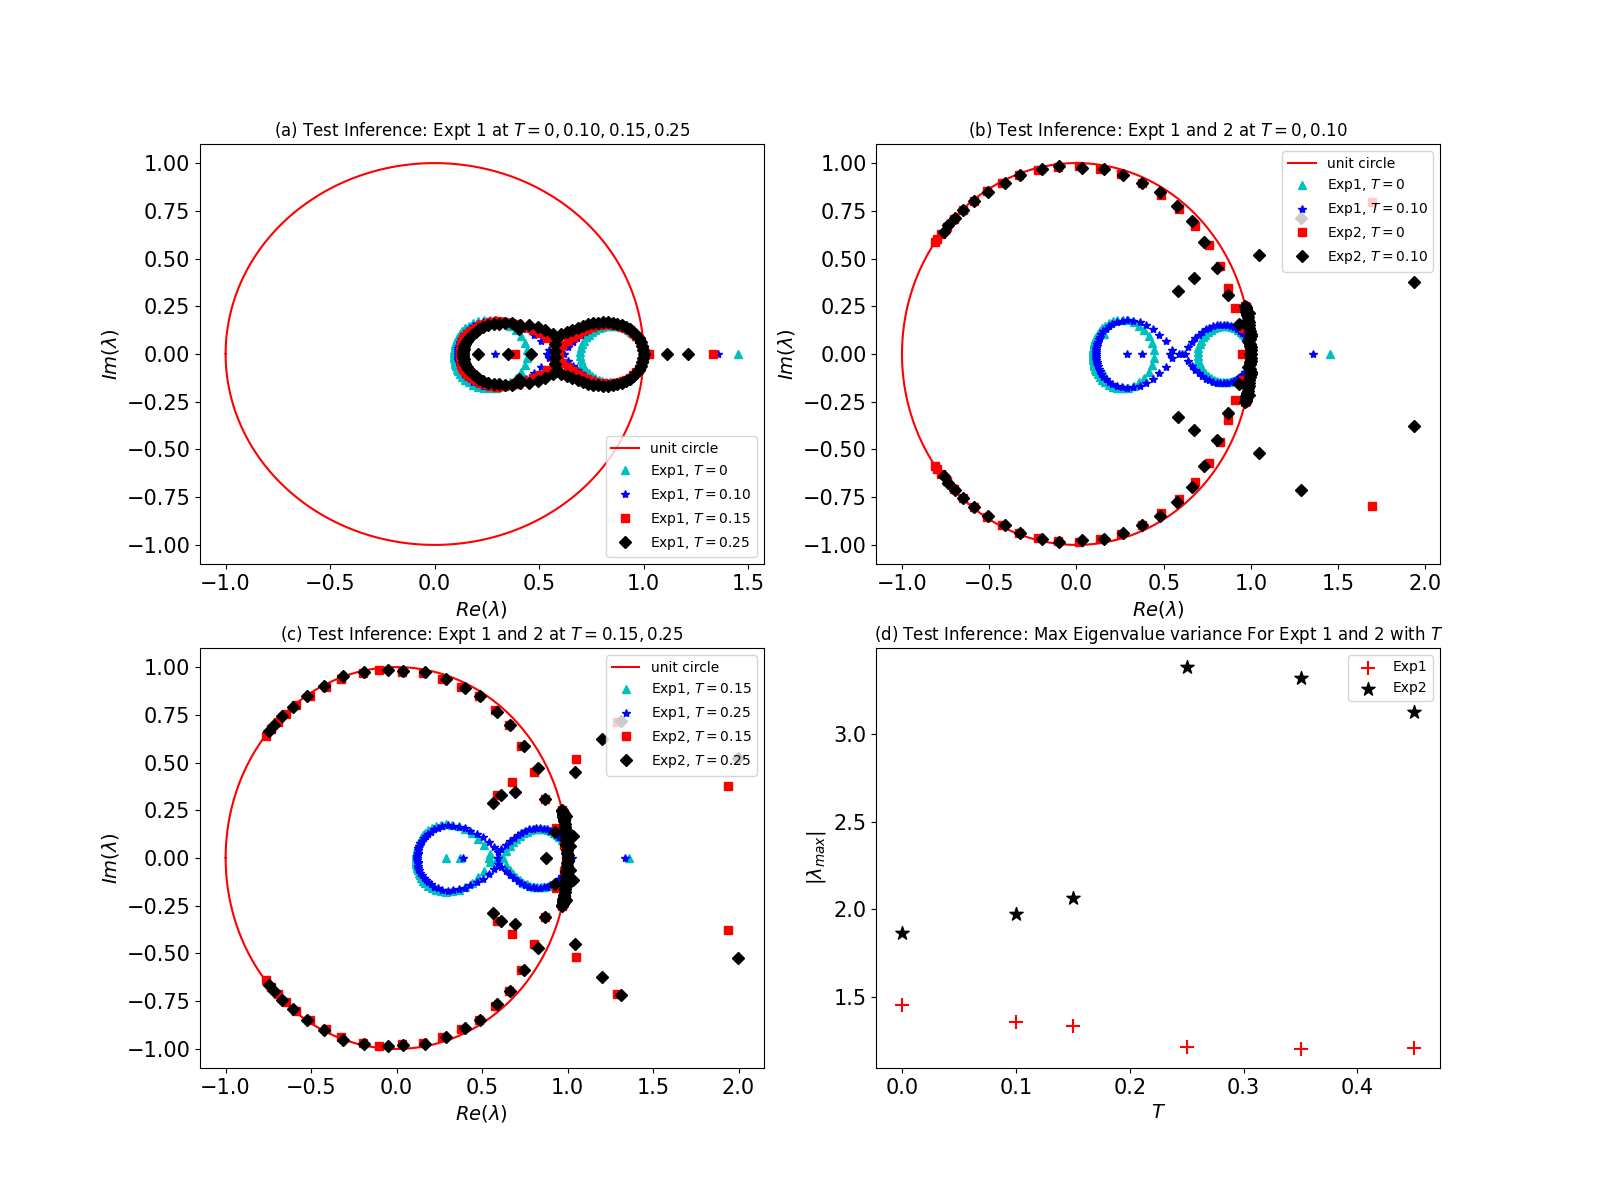 (a) Test Inference: Expt 1 at T = 0, 0.10, 0.15, 0.25
1.00
0.75
0.50
0.25
0.00
−0.25
−0.50
−0.75
−1.00
Im(λ)
unit circle
Exp1, T = 0
Exp1, T = 0.10
Exp1, T = 0.15
Exp1, T = 0.25
−1.0 −0.5 0.0 0.5 1.0 1.5
Re(λ)
(b) Test Inference: Expt 1 and 2 at T = 0, 0.10
1.00
0.75
0.50
0.25
0.00
−0.25
−0.50
−0.75
−1.00
Im(λ)
unit circle
Exp1, T = 0
Exp1, T = 0.10
Exp2, T = 0
Exp2, T = 0.10
−1.0 −0.5 0.0 0.5 1.0 1.5 2.0
Re(λ)
(c) Test Inference: Expt 1 and 2 at T = 0.15, 0.25
1.00
0.75
0.50
0.25
0.00
−0.25
−0.50
−0.75
−1.00
Im(λ)
unit circle
Exp1, T = 0.15
Exp1, T = 0.25
Exp2, T = 0.15
Exp2, T = 0.25
−1.0 −0.5 0.0 0.5 1.0 1.5 2.0
Re(λ)
(d) Test Inference: Max Eigenvalue variance For Expt 1 and 2 with T
3.0
2.5
2.0
1.5
|λmax|
Exp1
Exp2
0.0 0.1 0.2 0.3 0.4
T